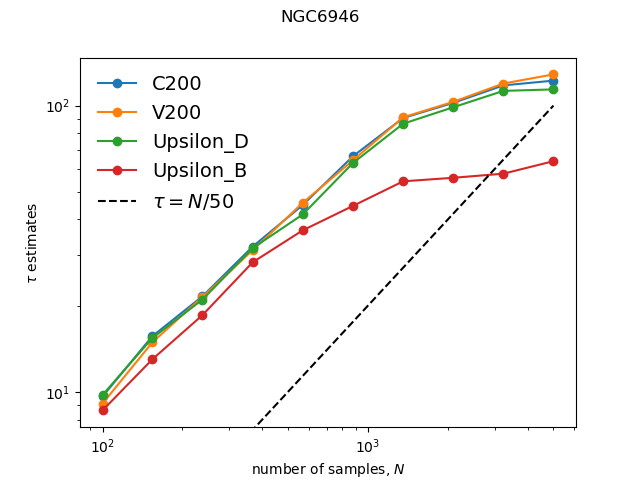 NGC6946
C200
V200
Upsilon_D
Upsilon_B
τ = N/50
τ estimates
10²
10¹
10²
10³
number of samples, N